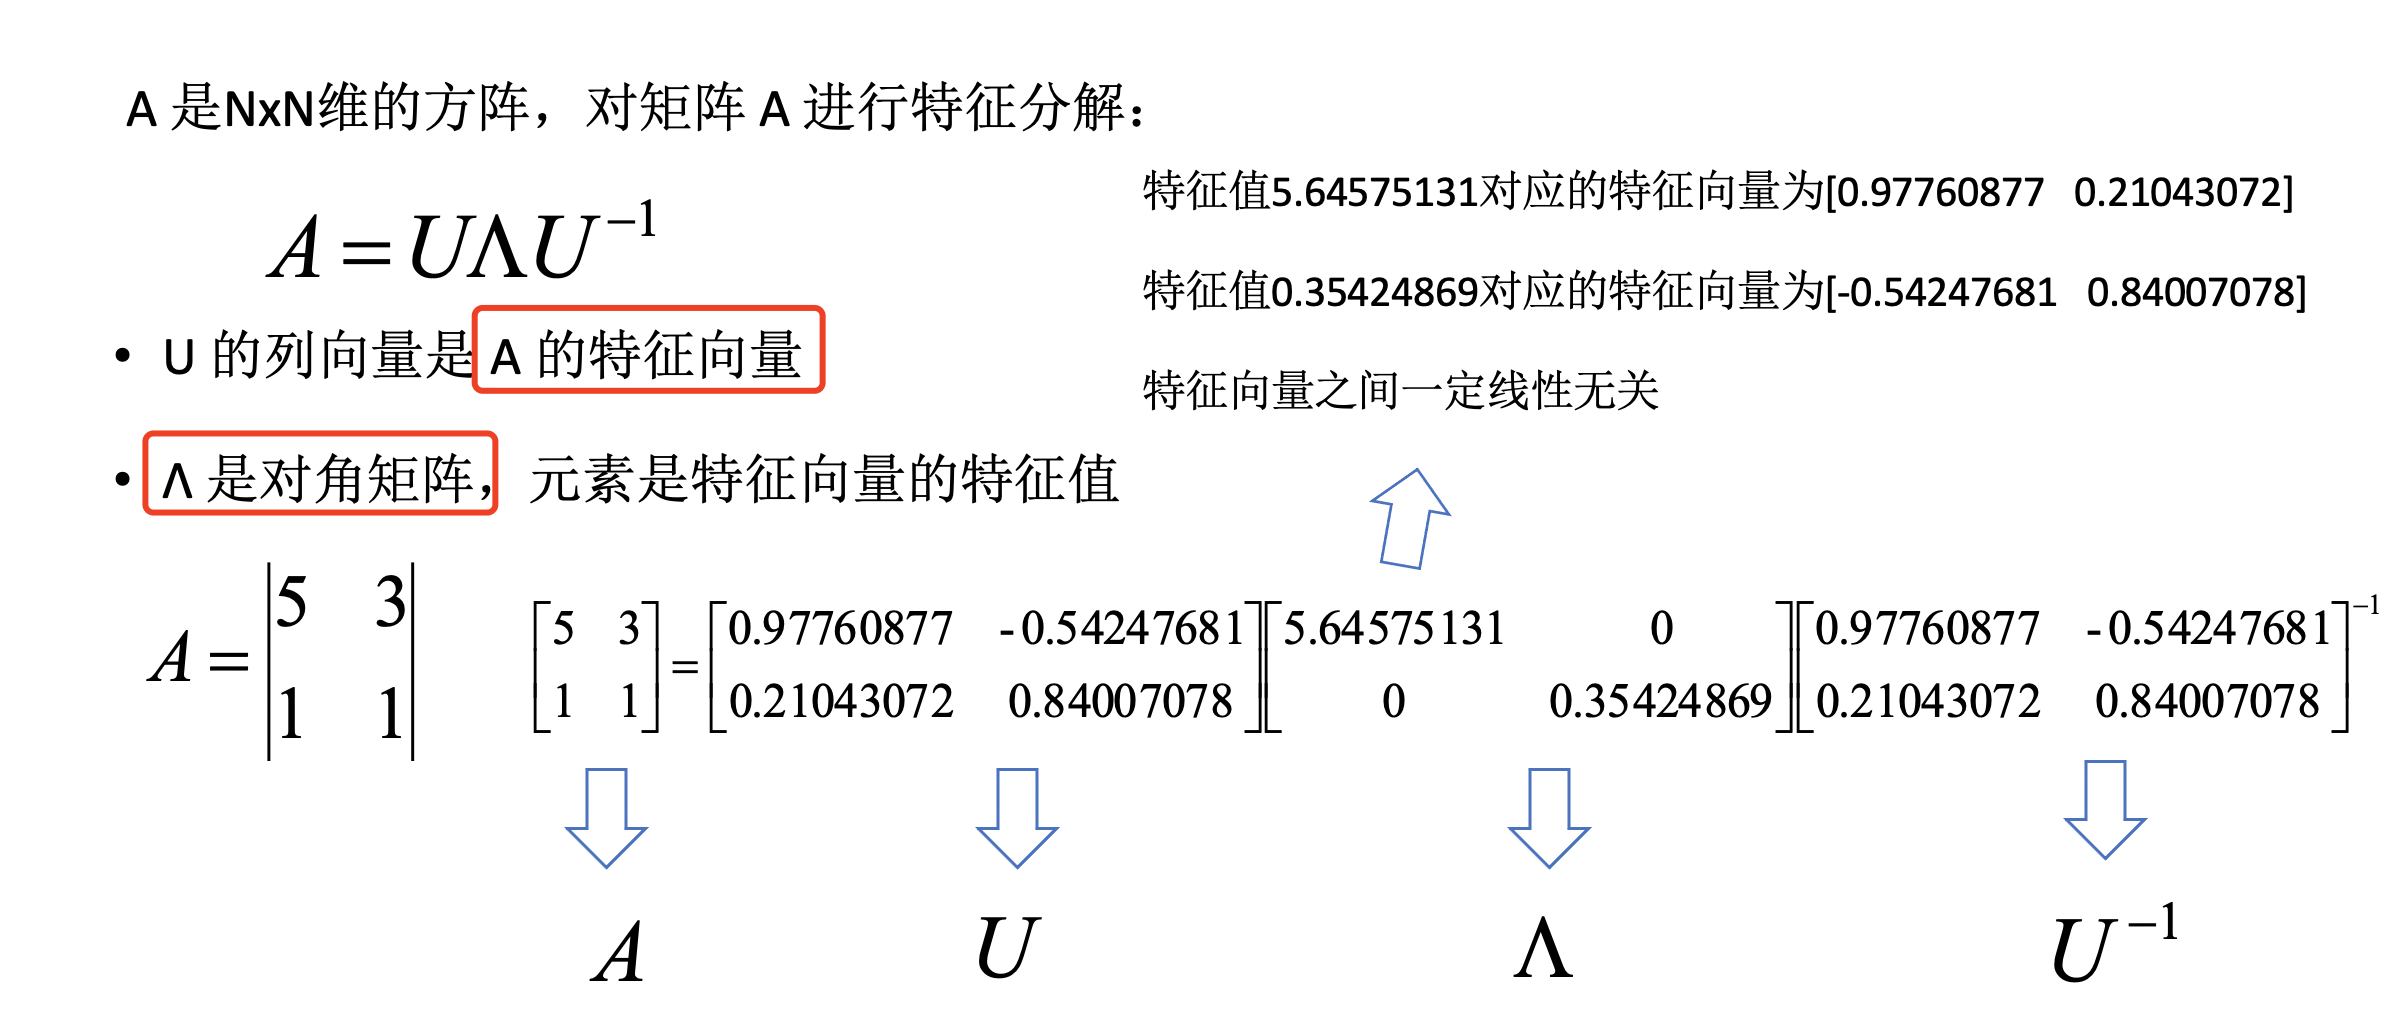 A 是NxN维的方阵，对矩阵 A 进行特征分解：
A = UΛU⁻¹
• U 的列向量是 A 的特征向量
• Λ 是对角矩阵， 元素是特征向量的特征值
特征值5.64575131对应的特征向量为[0.97760877 0.21043072]
特征值0.35424869对应的特征向量为[-0.54247681 0.84007078]
特征向量之间一定线性无关
A = |5 3|
|1 1|
[5 3] = [0.97760877 -0.54247681] [5.64575131 0] [0.97760877 -0.54247681]⁻¹
[1 1] [0.21043072 0.84007078] [0 0.35424869] [0.21043072 0.84007078]
A U Λ U⁻¹